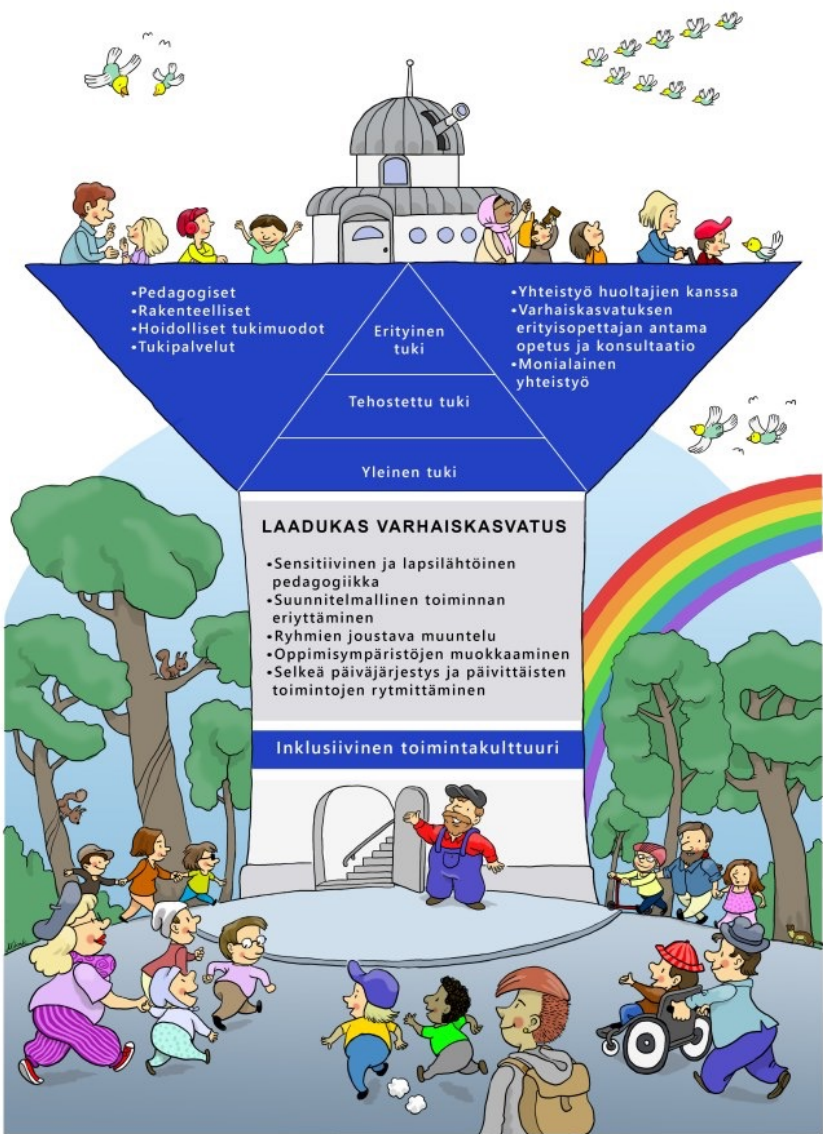 •Pedagogiset
•Rakenteelliset
•Hoidolliset tukimuodot
•Tukipalvelut
Erityinen
tuki
Tehostettu tuki
Yleinen tuki
•Yhteistyö huoltajien kanssa
•Varhaiskasvatuksen
erityisopettajan antama
opetus ja konsultaatio
•Monialainen
yhteistyö
LAADUKAS VARHAISKASVATUS
•Sensitiivinen ja lapsilähtöinen
pedagogiikka
•Suunnitelmallinen toiminnan
eriyttäminen
•Ryhmien joustava muuntelu
•Oppimisympäristöjen muokkaaminen
•Selkeä päiväjärjestys ja päivittäisten
toimintojen rytmittäminen
Inklusiivinen toimintakulttuuri